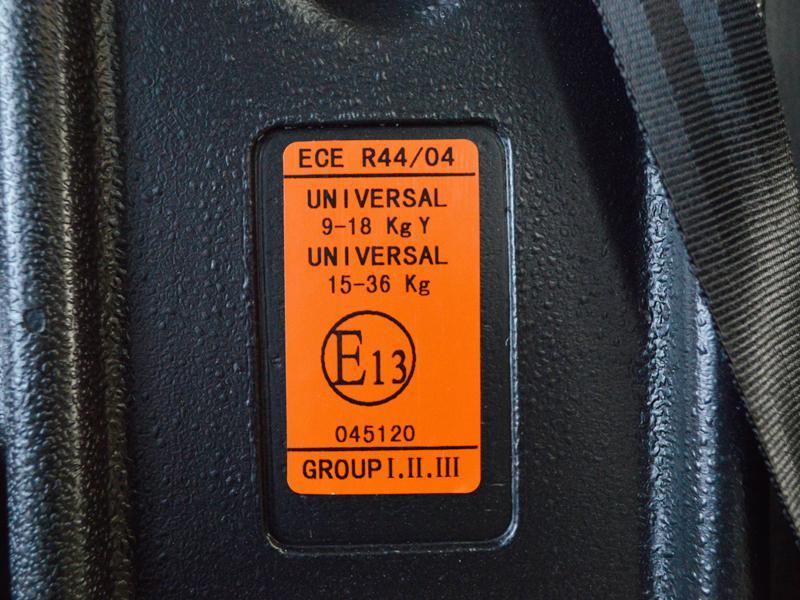 ECE R44/04
UNIVERSAL
9-18 Kg Y
UNIVERSAL
15-36 Kg
E13
045120
GROUP I.II.III